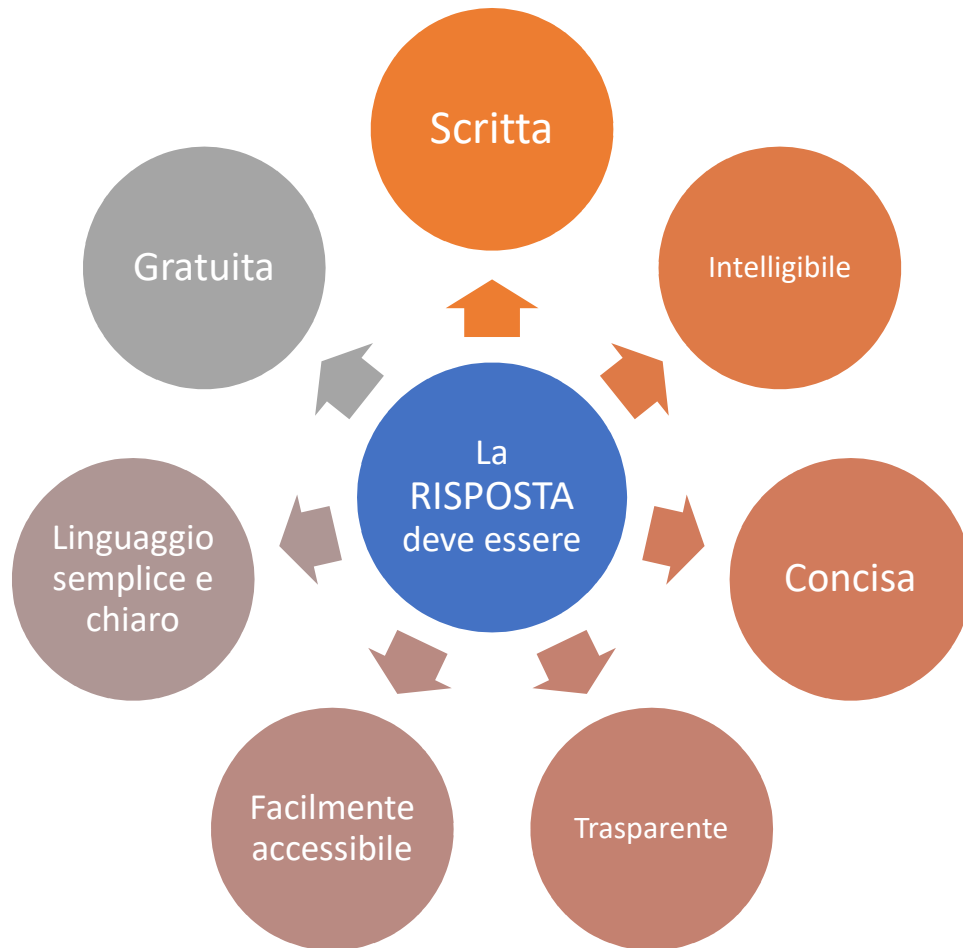 Scritta
Intelligibile
Concisa
Trasparente
Facilmente
accessibile
Linguaggio
semplice e
chiaro
Gratuita
La
RISPOSTA
deve essere